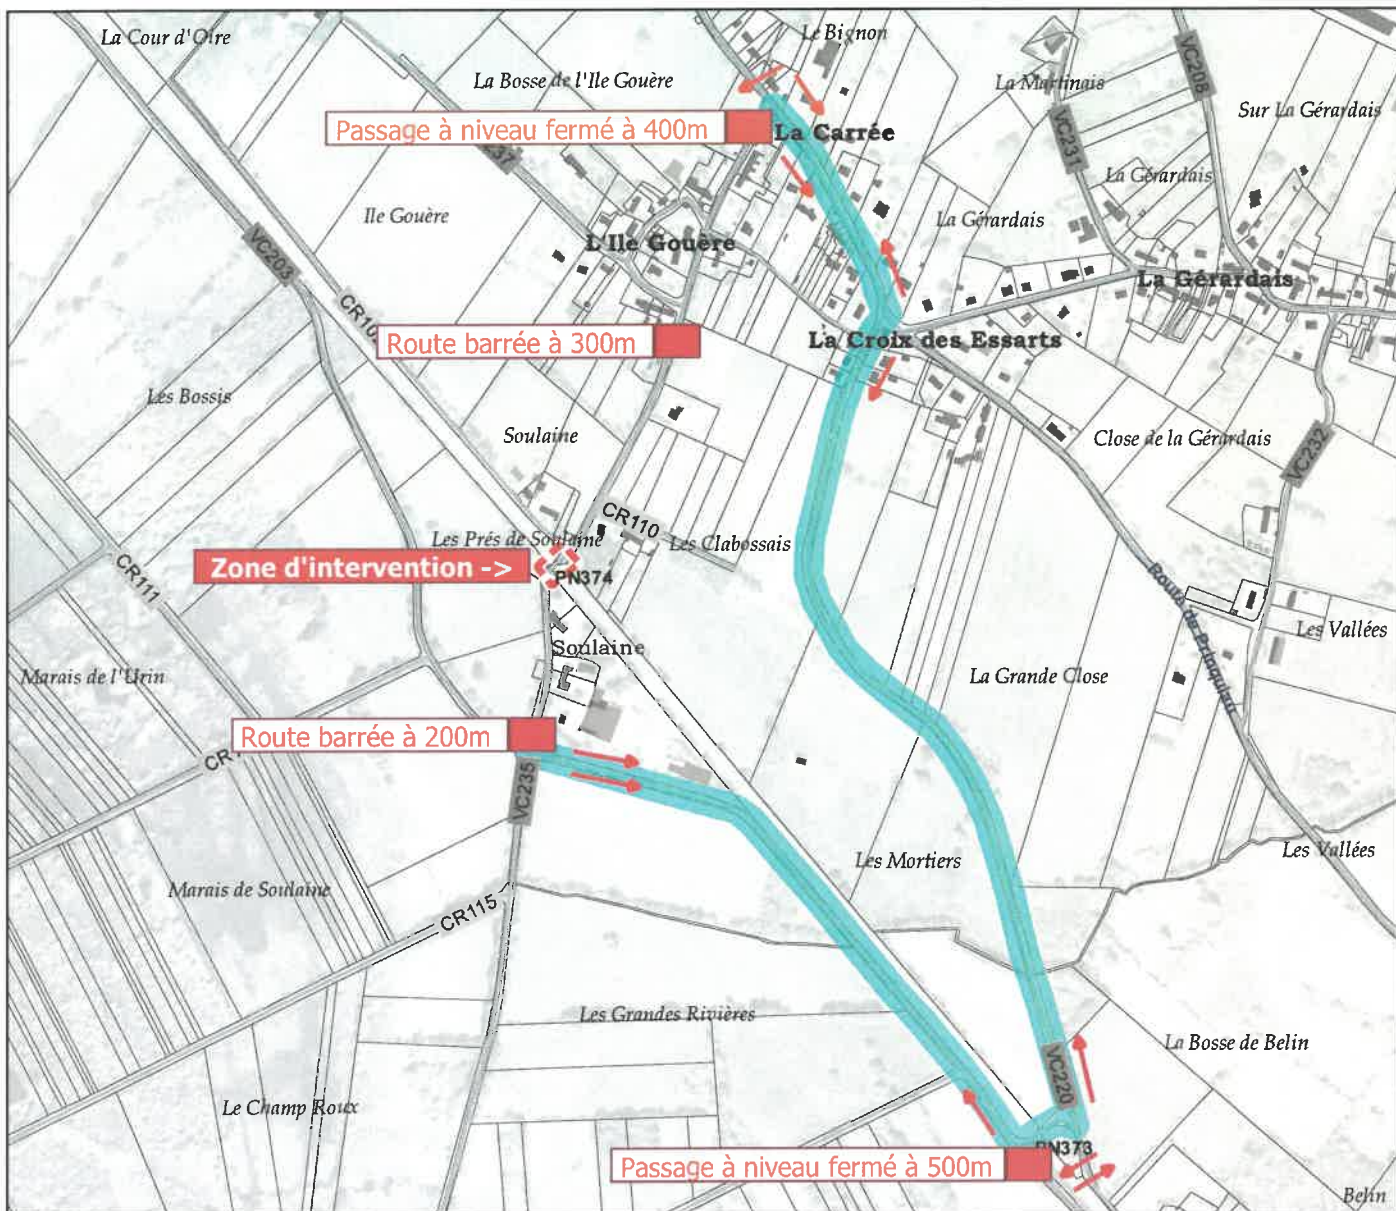 La Cour d'Oire
Le Bignon
La Bosse de l'Ile Gouère
La Martinais
VC208
Sur La Gérardais
Passage à niveau fermé à 400m
La Carrée
VC231
La Gérardais
Ile Gouère
La Gérardais
L'Ile Gouère
VC203
La Gérardais
Route barrée à 300m
La Croix des Essarts
Les Bossis
Soulaine
Close de la Gérardais
VC232
CR110
Les Prés de Soulaine
Les Clabossais
Zone d'intervention ->
PN374
CR111
Route de Prinquiau
Les Vallées
Soulaine
Marais de l'Urin
La Grande Close
Route barrée à 200m
VC235
Les Mortiers
Les Vallées
Marais de Soulaine
CR115
Les Grandes Rivières
La Bosse de Belin
VC220
Le Champ Roux
PN373
Passage à niveau fermé à 500m
Belin